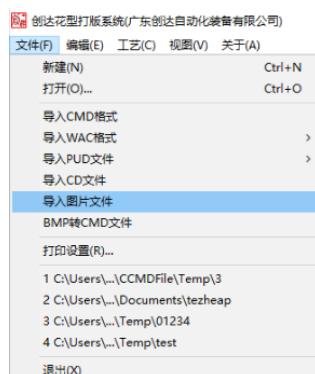 创达花型打版系统(广东创达自动化装备有限公司)
文件(F) 编辑(E) 工艺(C) 视图(V) 关于(A)
新建(N) Ctrl+N
打开(O)... Ctrl+O
导入CMD格式
导入WAC格式 >
导入PUD文件 >
导入CD文件
导入图片文件
BMP转CMD文件
打印设置(R)...
1 C:\Users\...\CCMDFile\Temp\3
2 C:\Users\...\Documents\tezheap
3 C:\Users\...\Temp\01234
4 C:\Users\...\Temp\test
退出(X)